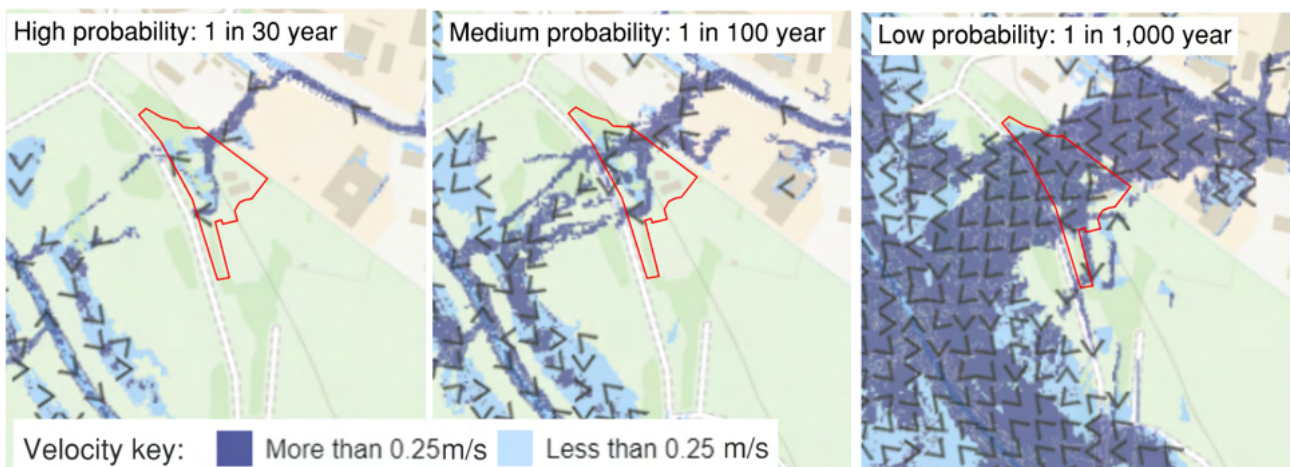 High probability: 1 in 30 year
Medium probability: 1 in 100 year
Low probability: 1 in 1,000 year
Velocity key: More than 0.25m/s Less than 0.25 m/s